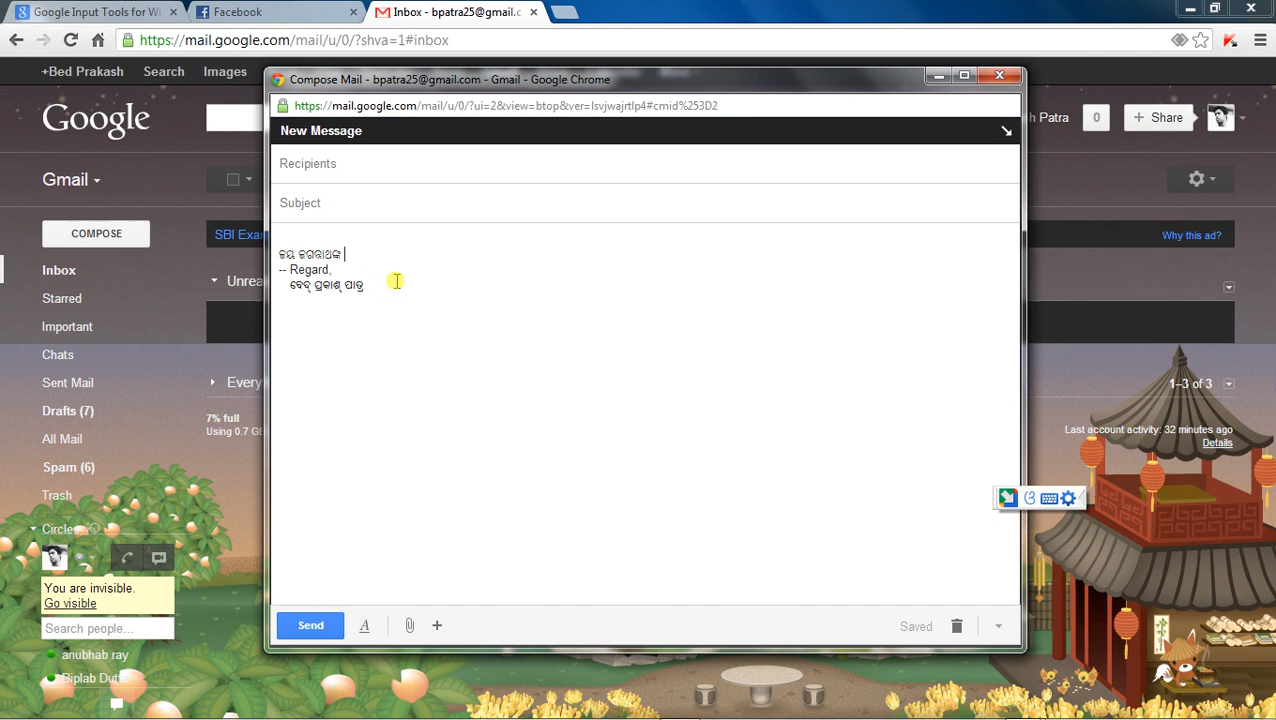 Google Input Tools for Wi
Facebook
Inbox - bpatra25@gmail.c
https://mail.google.com/mail/u/0/?shva=1#inbox
+Bed Prakash
Search
Images
Compose Mail - bpatra25@gmail.com - Gmail - Google Chrome
https://mail.google.com/mail/u/0/?ui=2&view=btop&ver=lsvjwajrtlp4#cmid%253D2
Google
New Message
h Patra
0
+ Share
Recipients
Gmail
Subject
COMPOSE
SBI Exa
Why this ad?
ଜୟ ଜଗନ୍ନାଥଙ୍କ
-- Regard,
ବେଦ୍ ପ୍ରକାଶ୍ ପାତ୍ର
Inbox
Unrea
Starred
Important
Chats
Sent Mail
Every
1–3 of 3
Drafts (7)
7% full
Using 0.7 G
Last account activity: 32 minutes ago
Details
All Mail
Spam (6)
Trash
ଓ
Circle
You are invisible.
Go visible
Search people...
Send
A
Saved
anubhab ray
Biplab Dutt